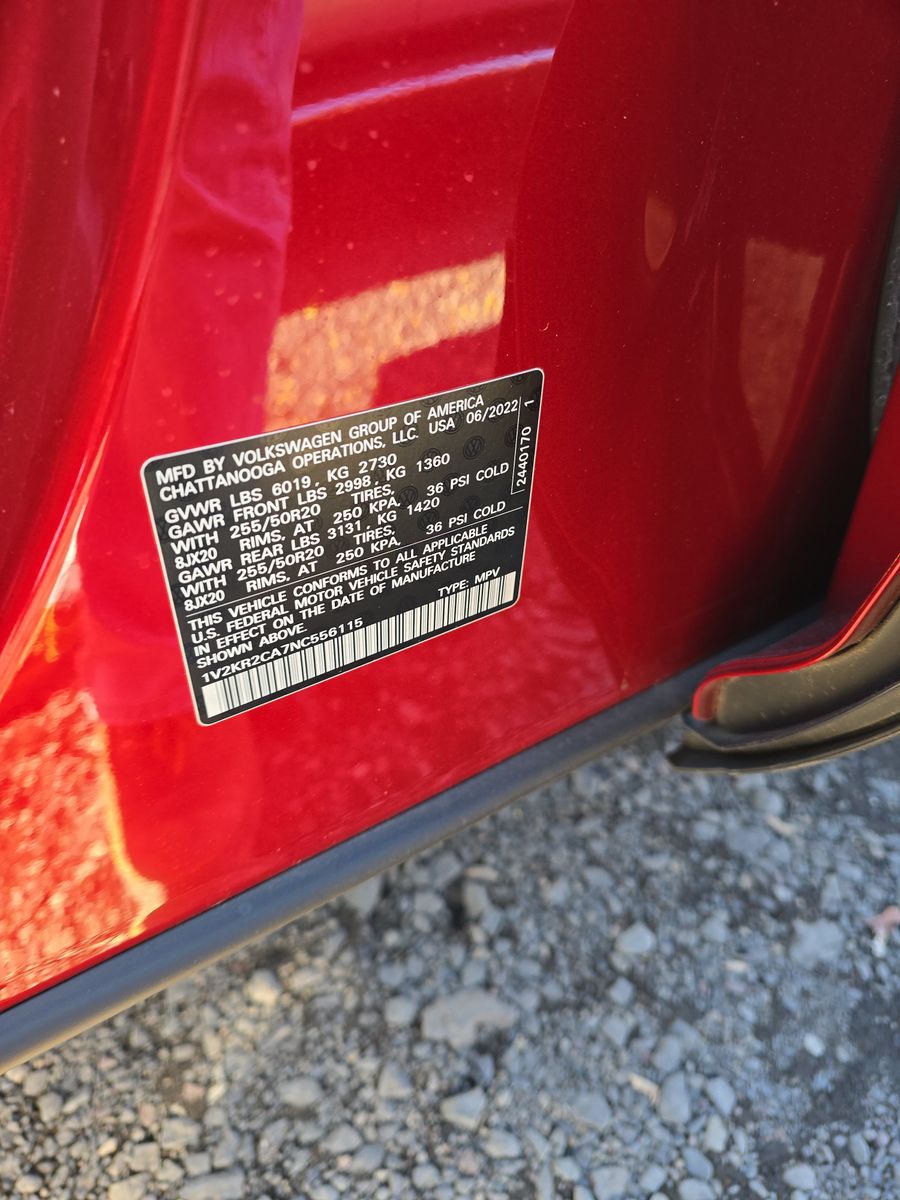 MFD BY VOLKSWAGEN GROUP OF AMERICA
CHATTANOOGA OPERATIONS, LLC. USA 06/2022
GVWR LBS 6019, KG 2730
GAWR FRONT LBS 2998, KG 1360
WITH 255/50R20 TIRES,
8JX20 RIMS, AT 250 KPA, 36 PSI COLD
GAWR REAR LBS 3131, KG 1420
WITH 255/50R20 TIRES,
8JX20 RIMS, AT 250 KPA, 36 PSI COLD
THIS VEHICLE CONFORMS TO ALL APPLICABLE
U.S. FEDERAL MOTOR VEHICLE SAFETY STANDARDS
IN EFFECT ON THE DATE OF MANUFACTURE
SHOWN ABOVE. TYPE: MPV
1V2KR2CA7NC556115
2440170 1